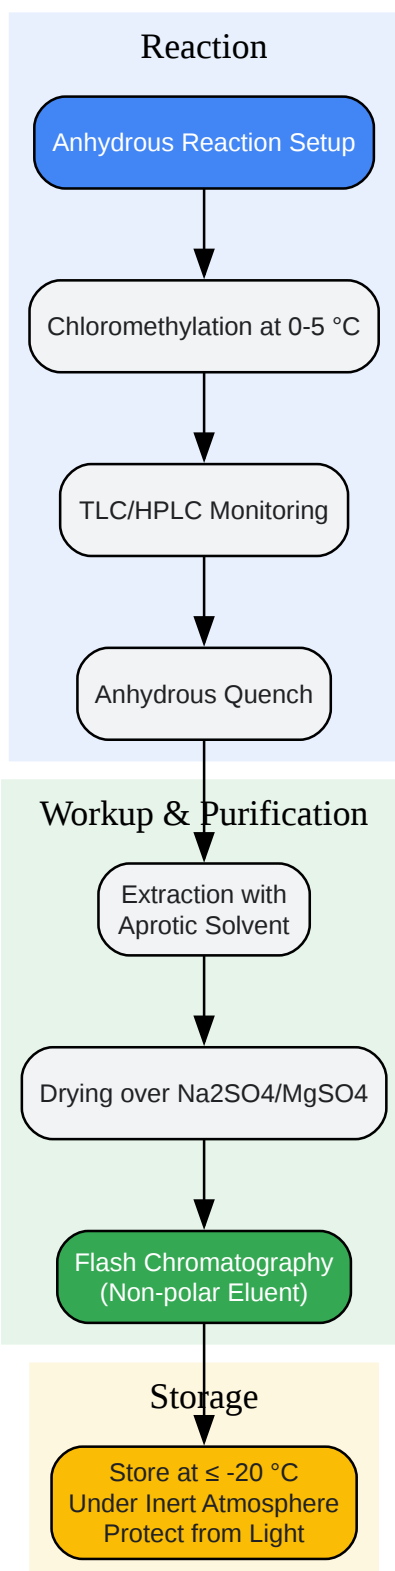 Reaction
Anhydrous Reaction Setup
Chloromethylation at 0-5 °C
TLC/HPLC Monitoring
Anhydrous Quench
Workup & Purification
Extraction with
Aprotic Solvent
Drying over Na2SO4/MgSO4
Flash Chromatography
(Non-polar Eluent)
Storage
Store at ≤ -20 °C
Under Inert Atmosphere
Protect from Light